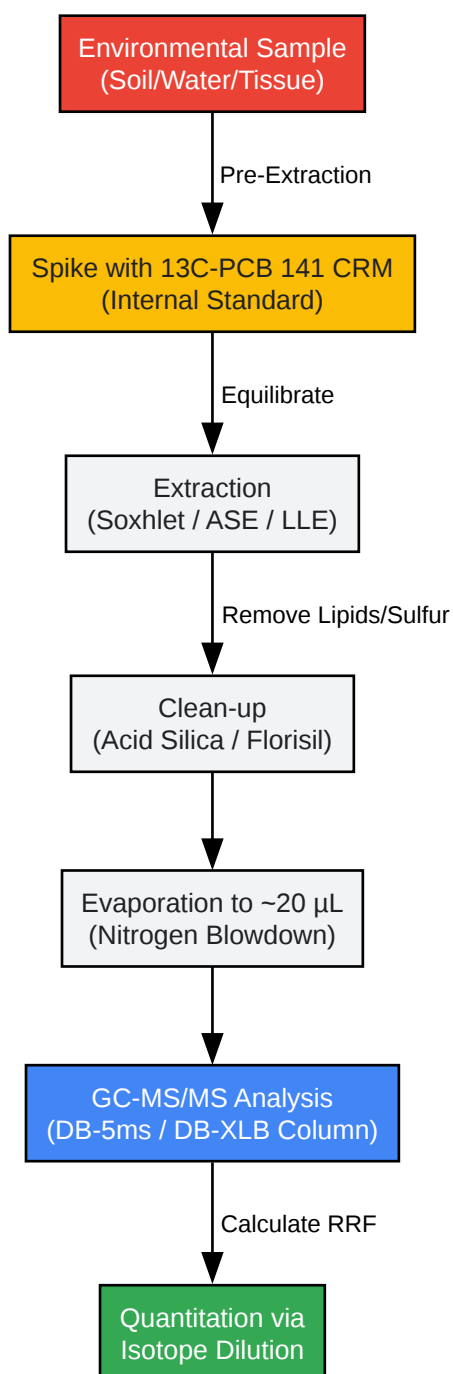 Environmental Sample
(Soil/Water/Tissue)
Pre-Extraction
Spike with 13C-PCB 141 CRM
(Internal Standard)
Equilibrate
Extraction
(Soxhlet / ASE / LLE)
Remove Lipids/Sulfur
Clean-up
(Acid Silica / Florisil)
Evaporation to ~20 µL
(Nitrogen Blowdown)
GC-MS/MS Analysis
(DB-5ms / DB-XLB Column)
Calculate RRF
Quantitation via
Isotope Dilution